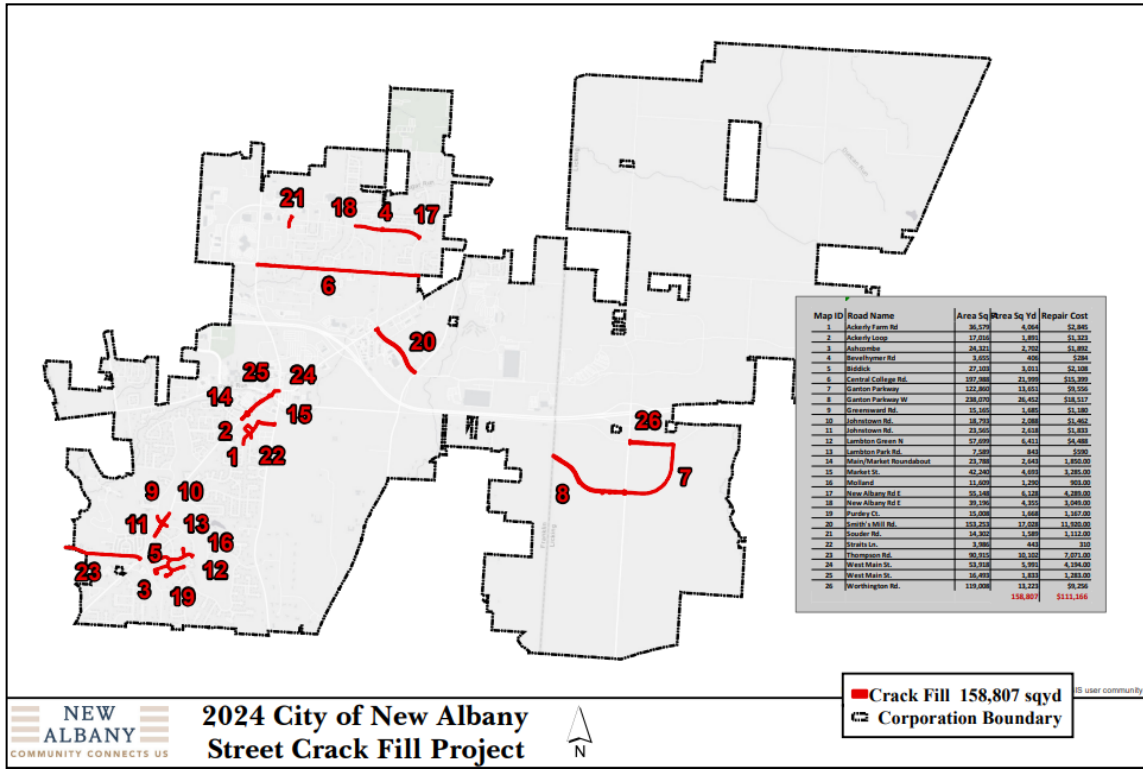 21
18
4
17
6
20
25
24
14
15
2
1
22
26
7
8
9
10
11
13
5
16
23
12
3
19
Licking
Franklin
Licking
Map ID Road Name Area Sq Area Sq Yd Repair Cost
1 Ackerly Farm Rd 36,579 4,064 $2,845
2 Ackerly Loop 17,016 1,891 $1,323
3 Ashcombe 24,321 2,702 $1,892
4 Bevelhymer Rd 3,655 406 $284
5 Biddick 27,103 3,011 $2,108
6 Central College Rd. 197,988 21,999 $15,399
7 Ganton Parkway 122,860 13,651 $9,556
8 Ganton Parkway W 238,070 26,452 $18,517
9 Greensward Rd. 15,165 1,685 $1,180
10 Johnstown Rd. 18,793 2,088 $1,462
11 Johnstown Rd. 23,565 2,618 $1,833
12 Lambton Green N 57,699 6,411 $4,488
13 Lambton Park Rd. 7,589 843 $590
14 Main/Market Roundabout 23,788 2,643 1,850.00
15 Market St. 42,240 4,693 3,285.00
16 Molland 11,609 1,290 903.00
17 New Albany Rd E 55,148 6,128 4,289.00
18 New Albany Rd E 39,196 4,355 3,049.00
19 Purdey Ct. 15,008 1,668 1,167.00
20 Smith's Mill Rd. 153,253 17,028 11,920.00
21 Souder Rd. 14,302 1,589 1,112.00
22 Straits Ln. 3,986 443 310
23 Thompson Rd. 90,915 10,102 7,071.00
24 West Main St. 53,918 5,991 4,194.00
25 West Main St. 16,493 1,833 1,283.00
26 Worthington Rd. 119,008 13,223 $9,256
158,807 $111,166
IS user community
Crack Fill 158,807 sqyd
Corporation Boundary
NEW
ALBANY
COMMUNITY CONNECTS US
2024 City of New Albany
Street Crack Fill Project
N